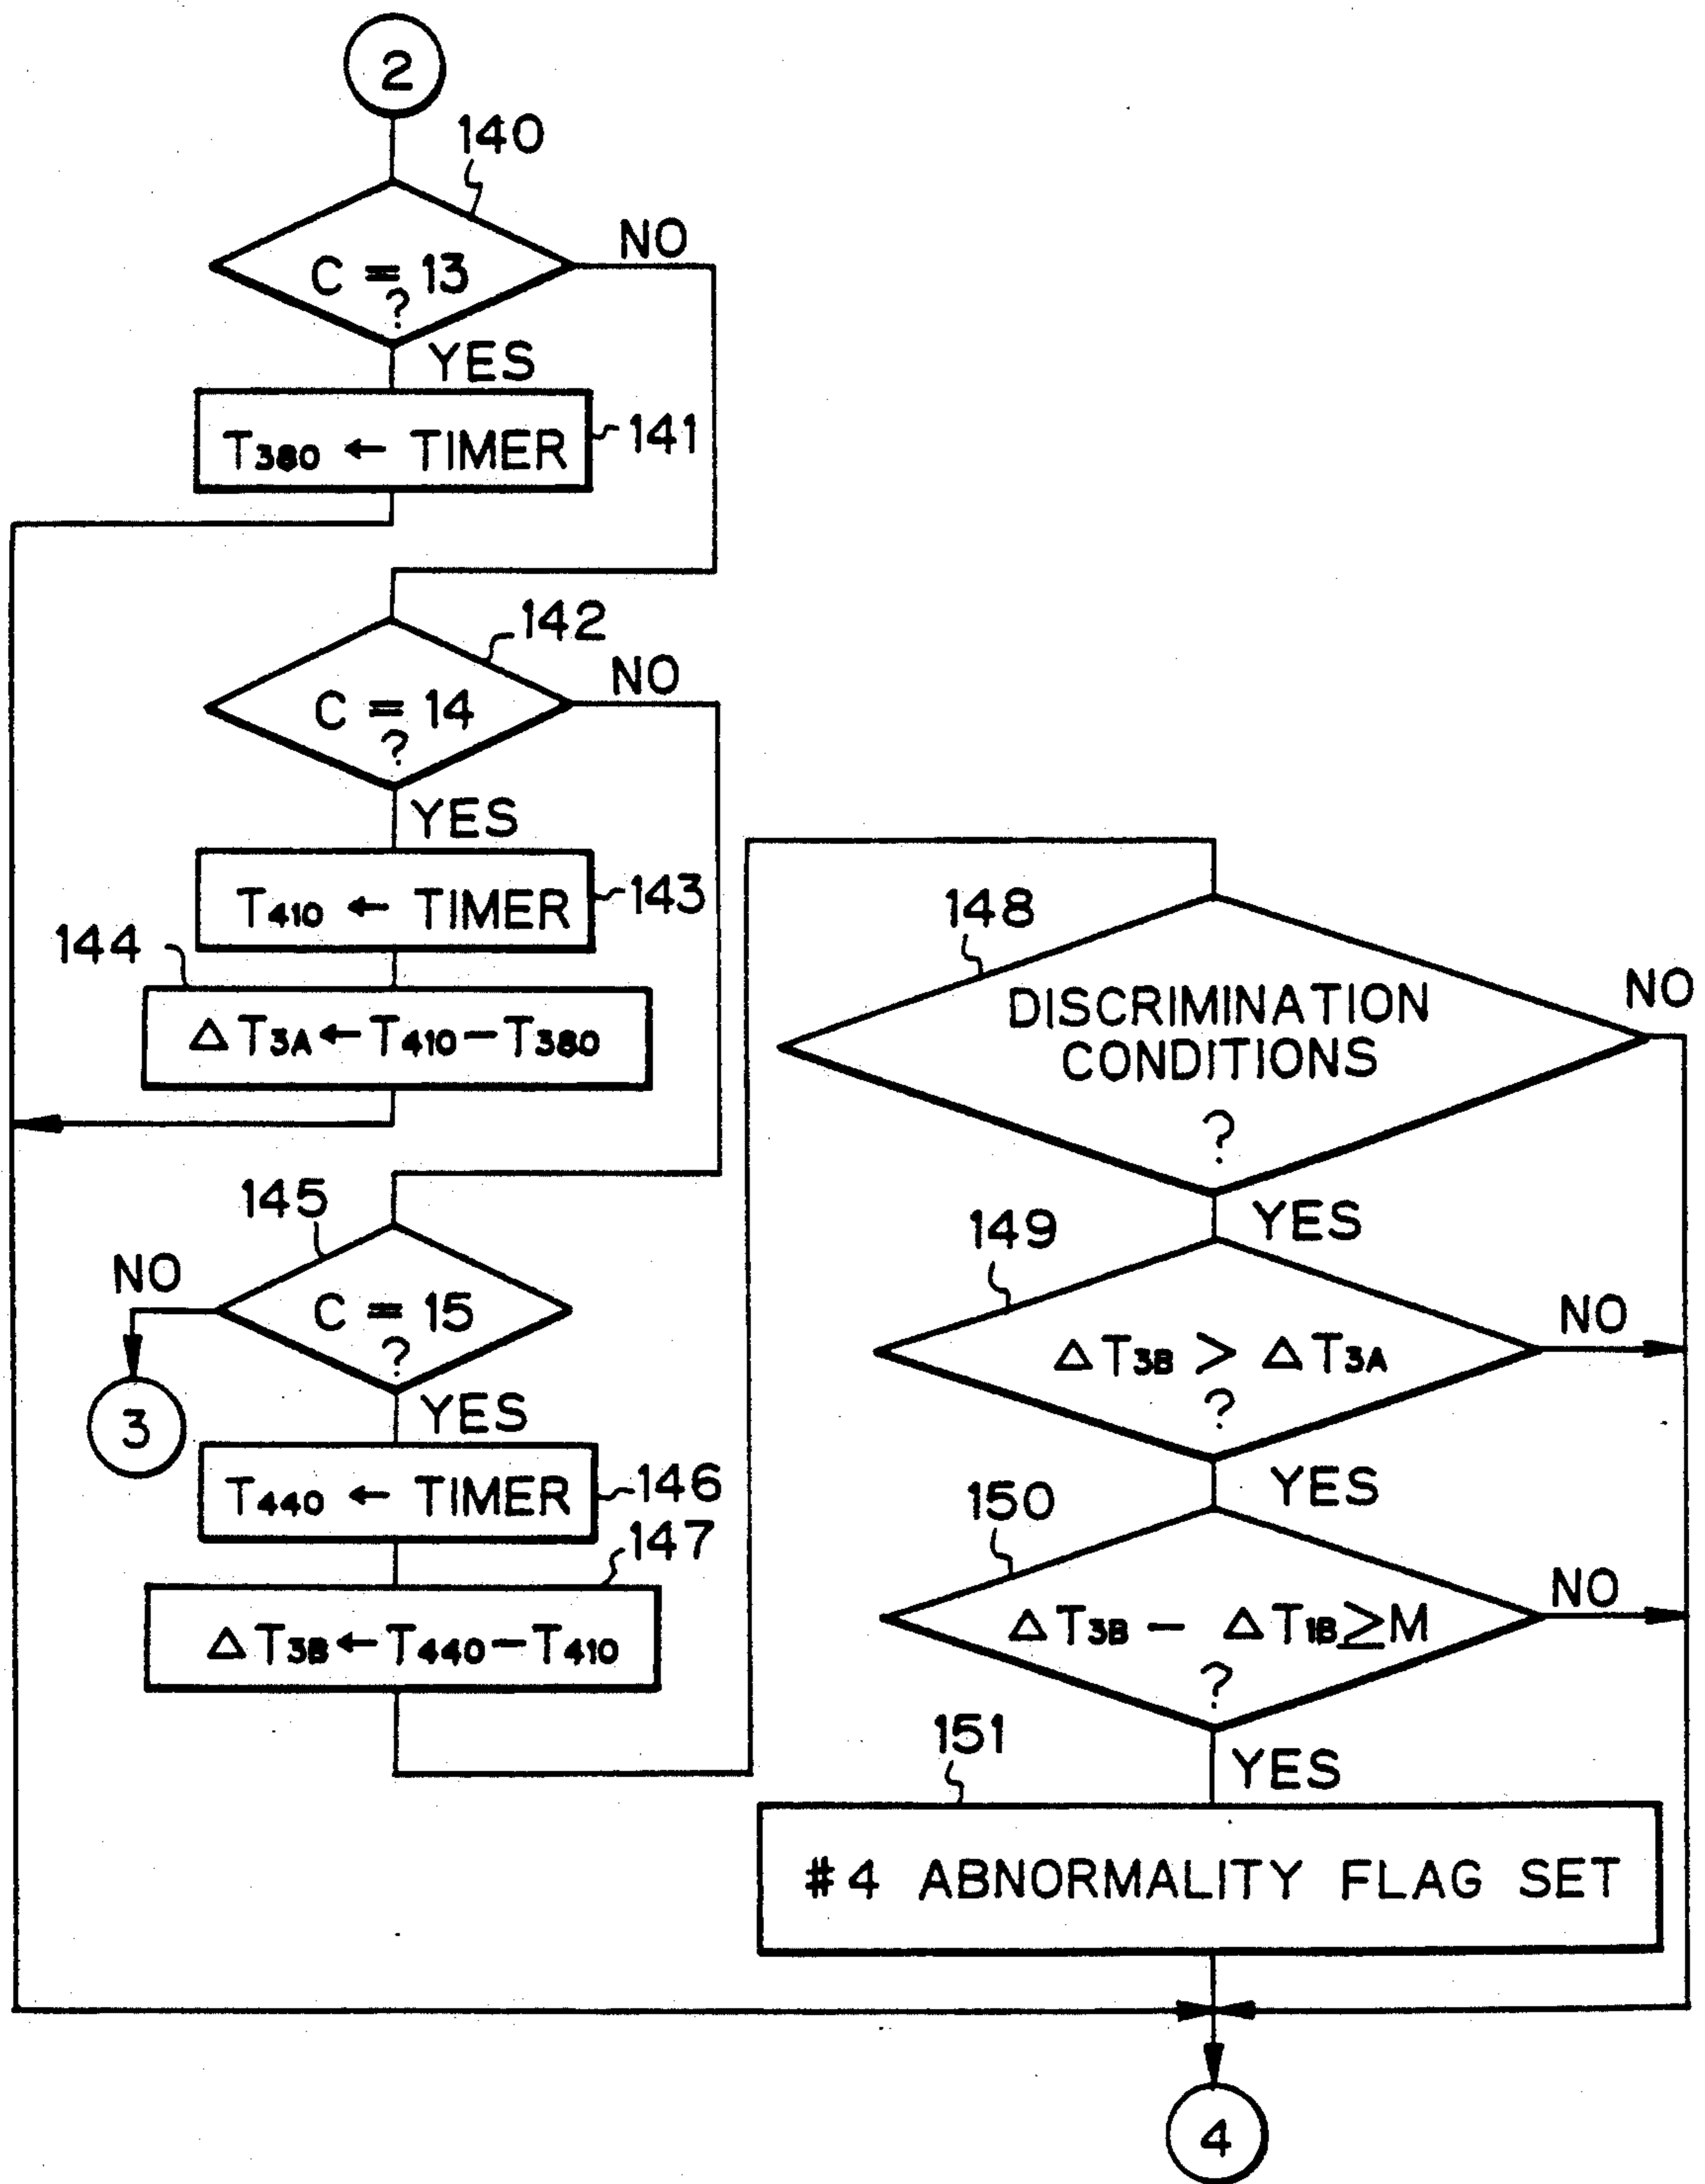 2
140
C = 13
?
NO
YES
T380 ← TIMER
141
142
C = 14
?
NO
YES
T410 ← TIMER
143
144
ΔT3A ← T410 – T380
145
C = 15
?
NO
3
YES
T440 ← TIMER
146
147
ΔT3B ← T440 – T410
148
DISCRIMINATION
CONDITIONS
?
NO
YES
149
ΔT3B > ΔT3A
?
NO
YES
150
ΔT3B – ΔT1B ≥ M
?
NO
YES
151
#4 ABNORMALITY FLAG SET
4